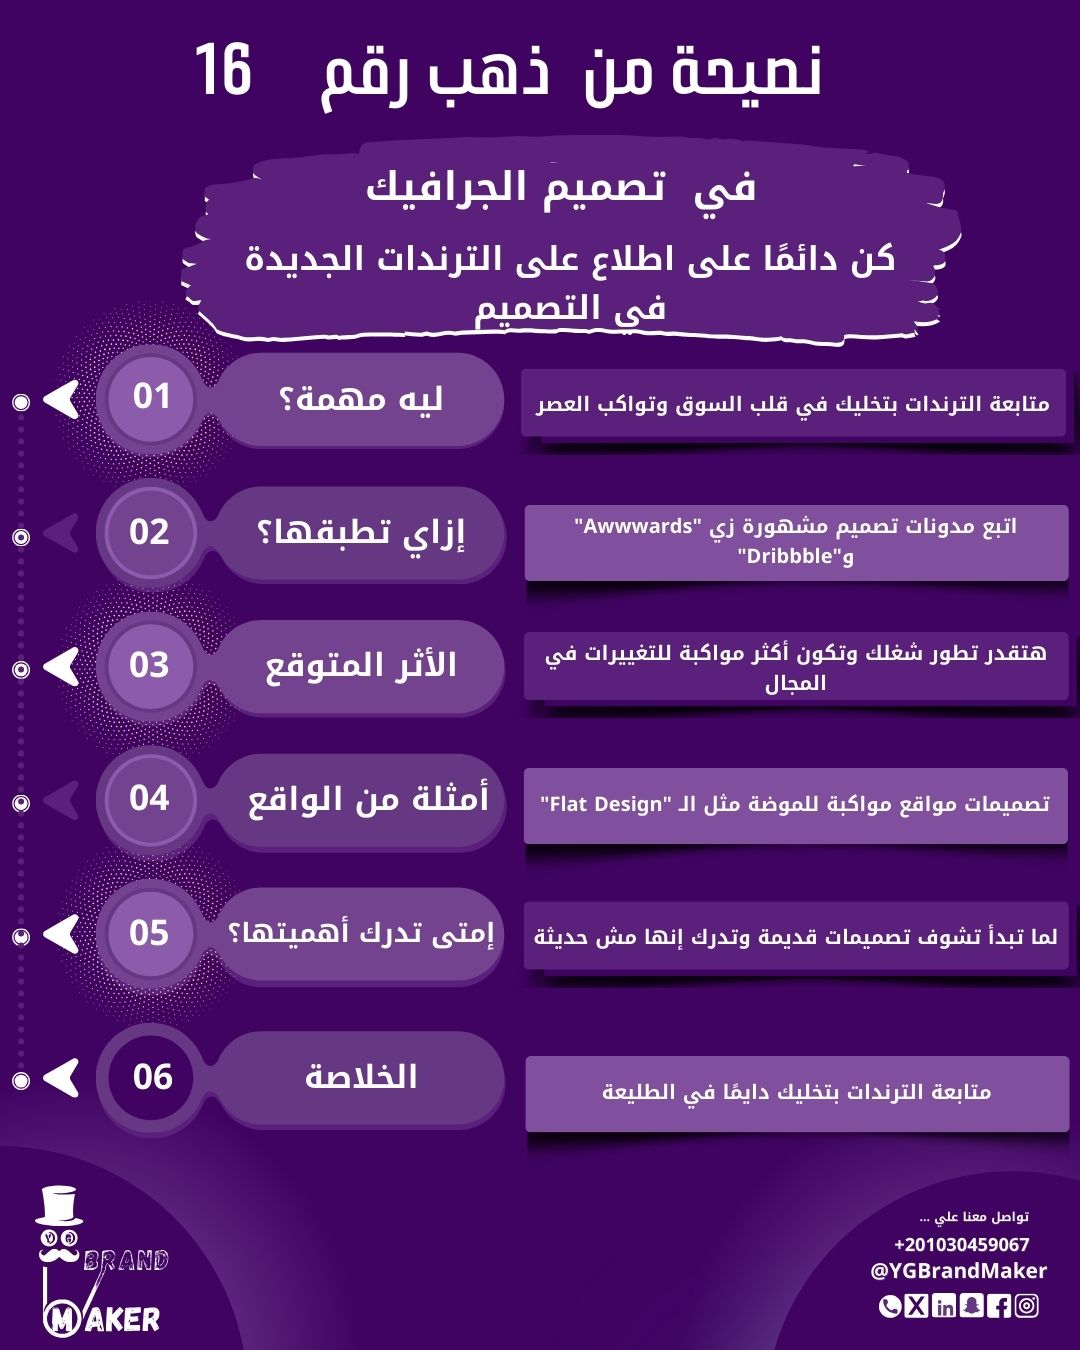 نصيحة من ذهب رقم 16
في تصميم الجرافيك
كن دائمًا على اطلاع على الترندات الجديدة
في التصميم
01
ليه مهمة؟
متابعة الترندات بتخليك في قلب السوق وتواكب العصر
02
إزاي تطبقها؟
اتبع مدونات تصميم مشهورة زي "Awwwards"
و"Dribbble"
03
الأثر المتوقع
هتقدر تطور شغلك وتكون أكثر مواكبة للتغييرات في
المجال
04
أمثلة من الواقع
تصميمات مواقع مواكبة للموضة مثل الـ "Flat Design"
05
إمتى تدرك أهميتها؟
لما تبدأ تشوف تصميمات قديمة وتدرك إنها مش حديثة
06
الخلاصة
متابعة الترندات بتخليك دايمًا في الطليعة
YG
BRAND
MAKER
تواصل معنا علي ...
+201030459067
@YGBrandMaker